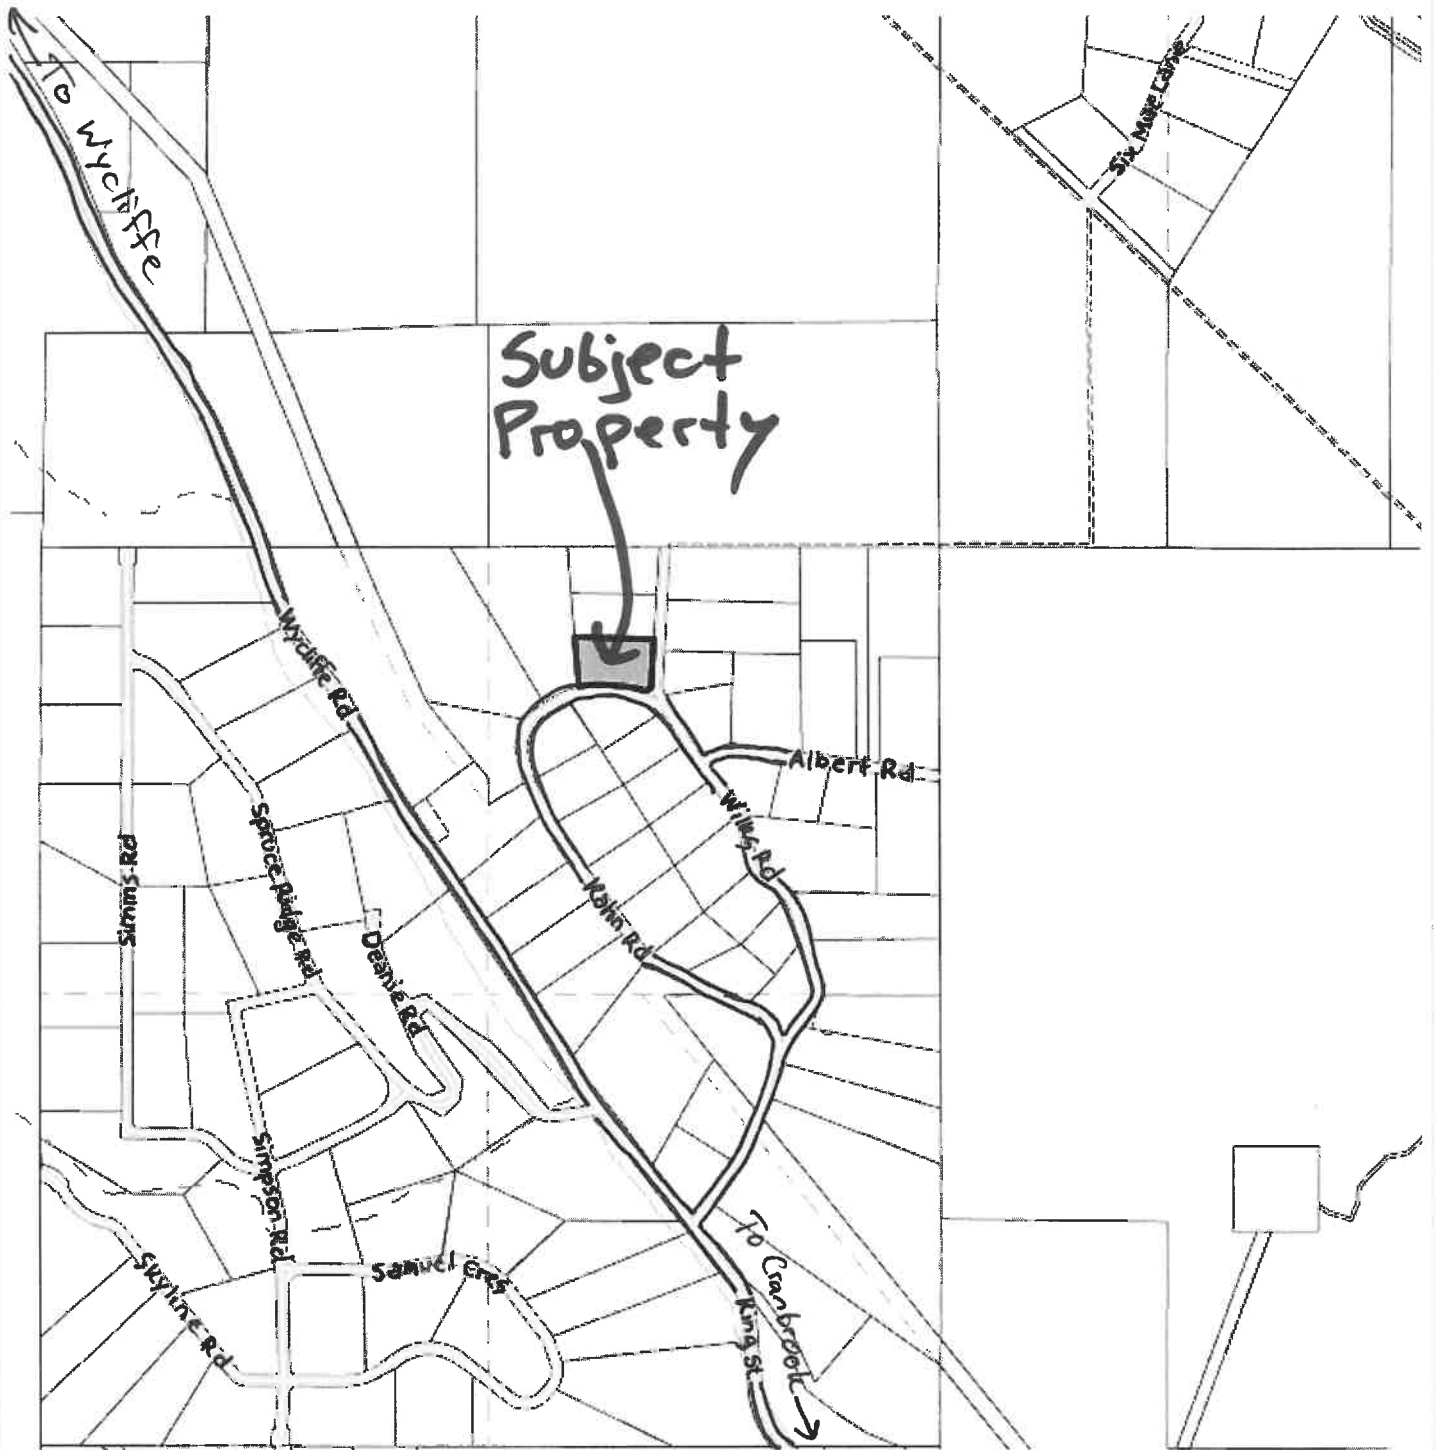 To Wycliffe
Six Mile Lane
Subject
Property
Wycliffe Rd
Albert Rd
Willis Rd
Spruce Ridge Rd
Simms Rd
Rahn Rd
Deanie Rd
Simpson Rd
Samuel Cres
Skyline Rd
King St
To Cranbrook